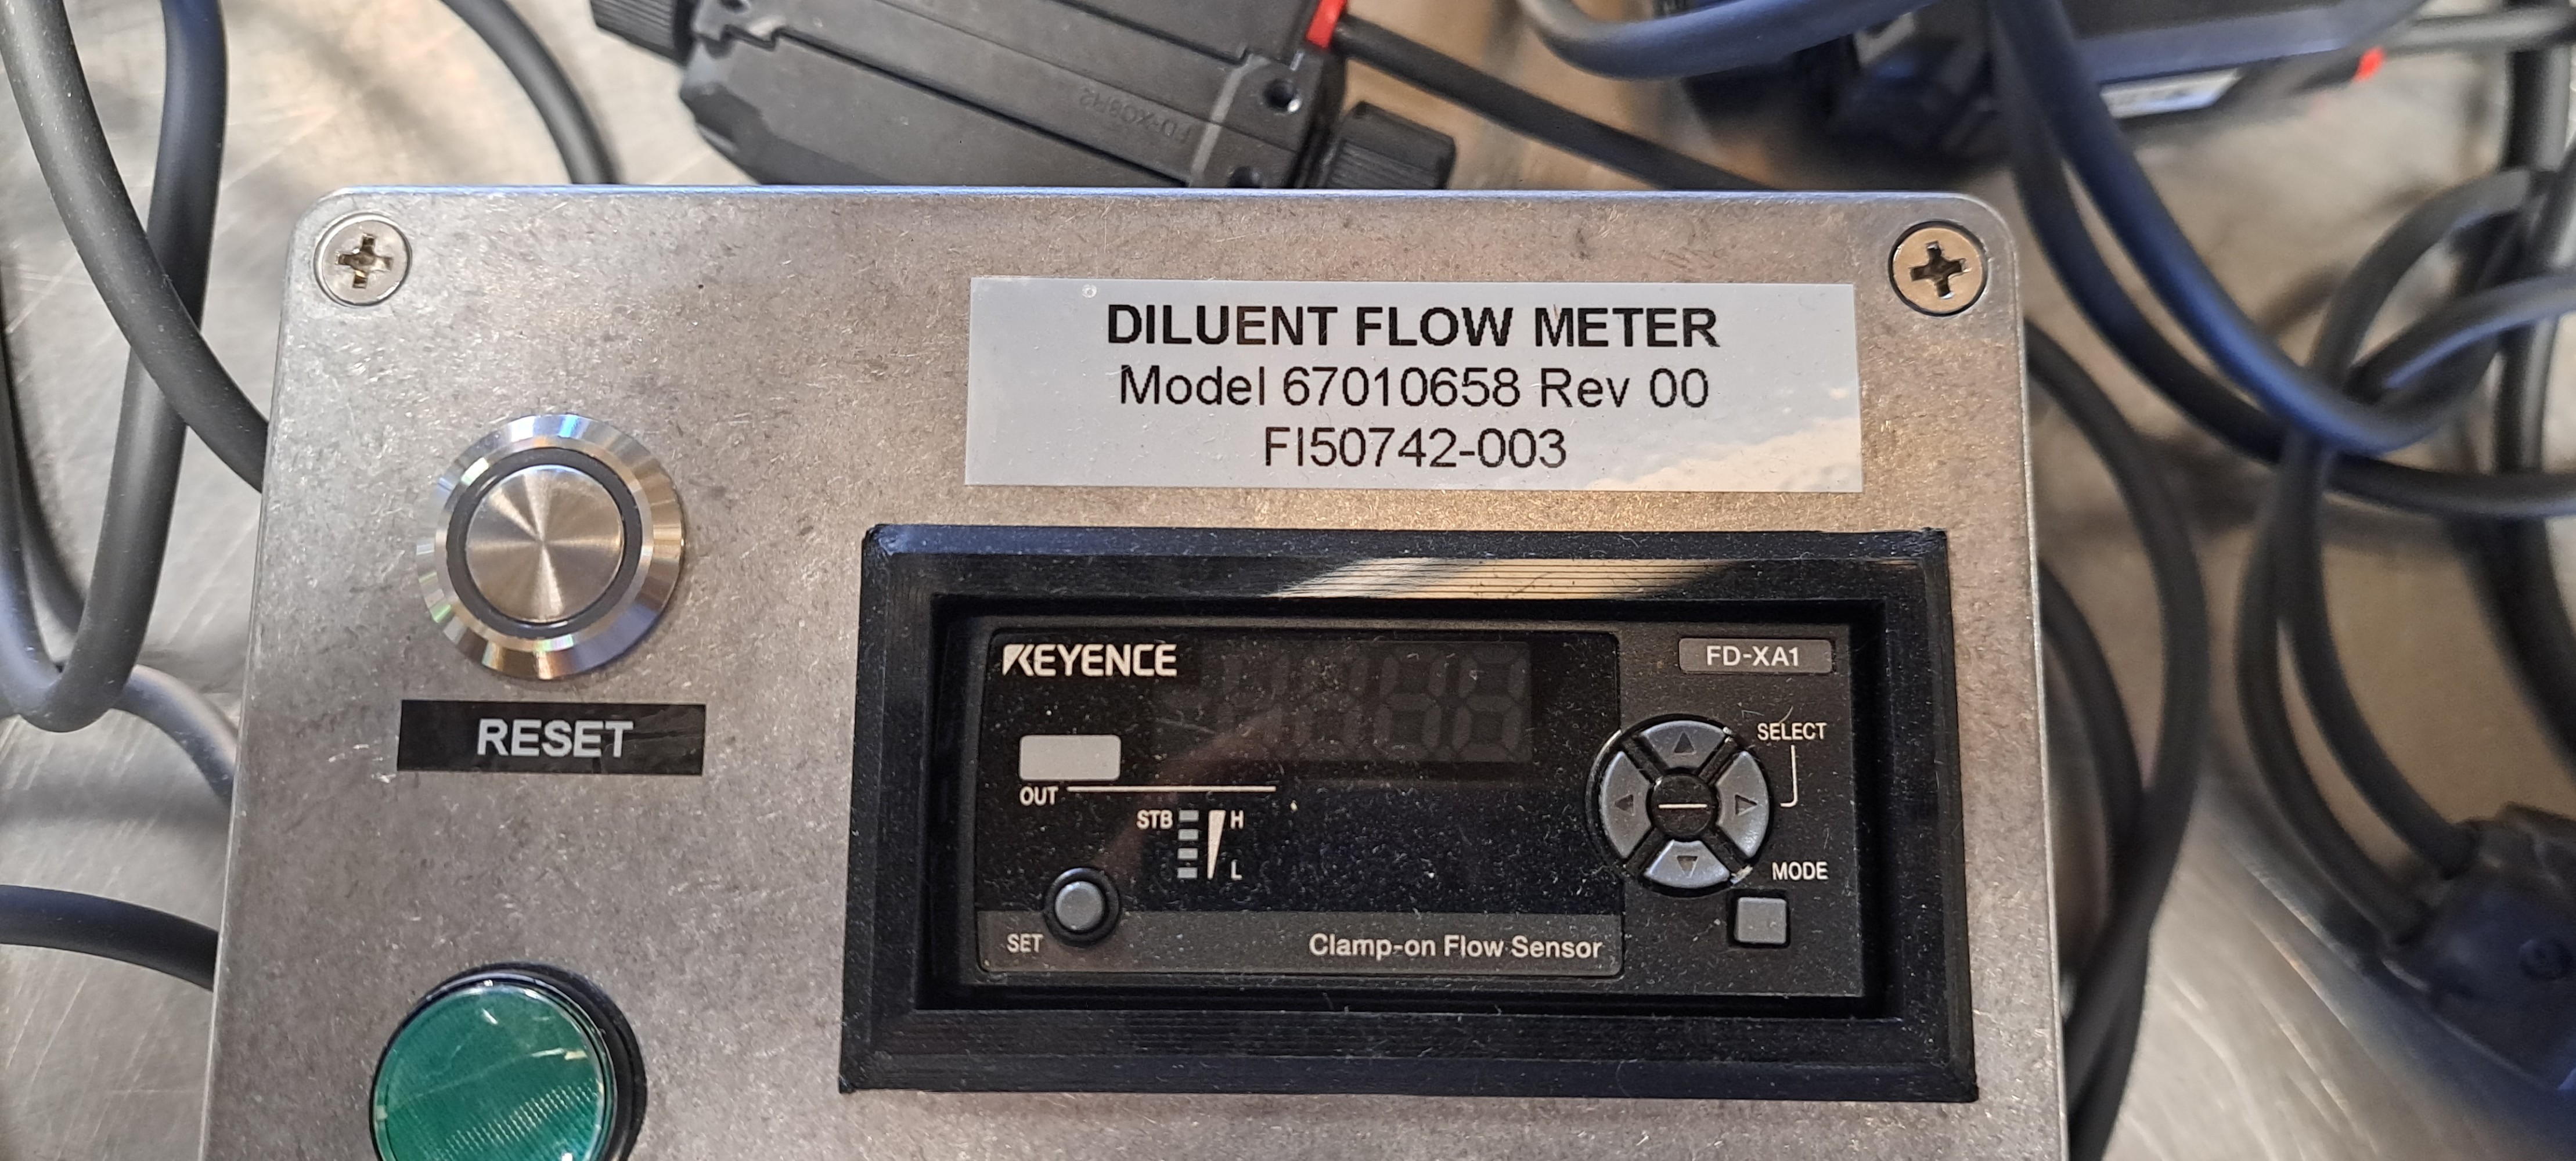 DILUENT FLOW METER
Model 67010658 Rev 00
FI50742-003
RESET
KEYENCE
FD-XA1
SELECT
OUT
STB H
L
MODE
SET
Clamp-on Flow Sensor